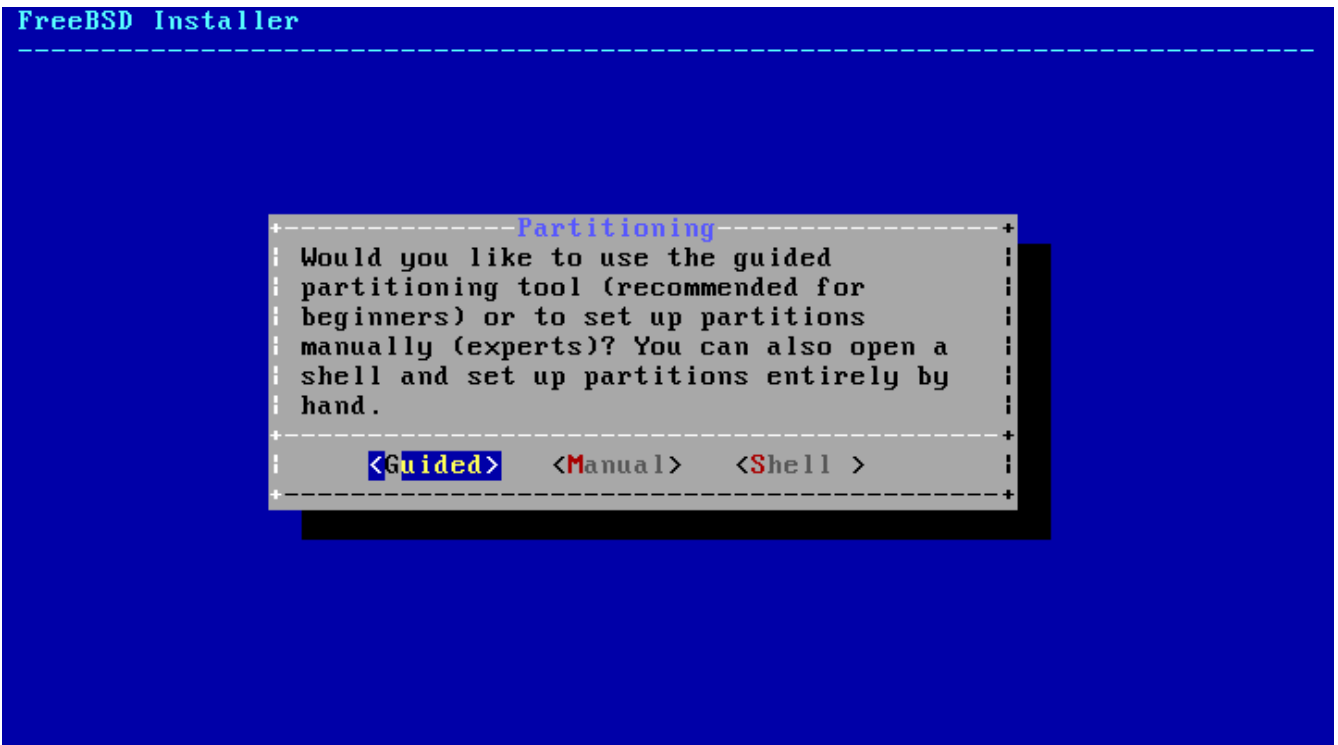 FreeBSD Installer
Partitioning
Would you like to use the guided
partitioning tool (recommended for
beginners) or to set up partitions
manually (experts)? You can also open a
shell and set up partitions entirely by
hand.
<Guided> <Manual> <Shell >